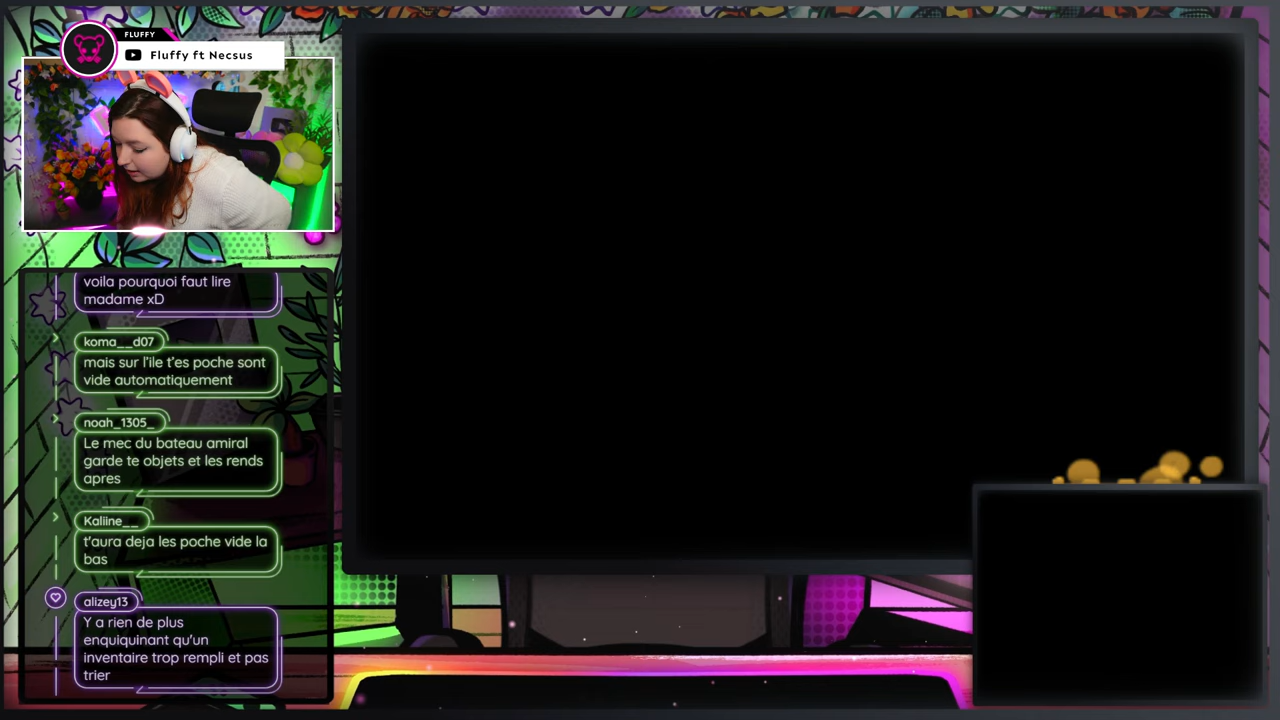 FLUFFY
Fluffy ft Necsus
voila pourquoi faut lire
madame xD
koma__d07
mais sur l'ile t'es poche sont
vide automatiquement
noah_1305_
Le mec du bateau amiral
garde te objets et les rends
apres
Kaliine__
t'aura deja les poche vide la
bas
alizey13
Y a rien de plus
enquiquinant qu'un
inventaire trop rempli et pas
trier